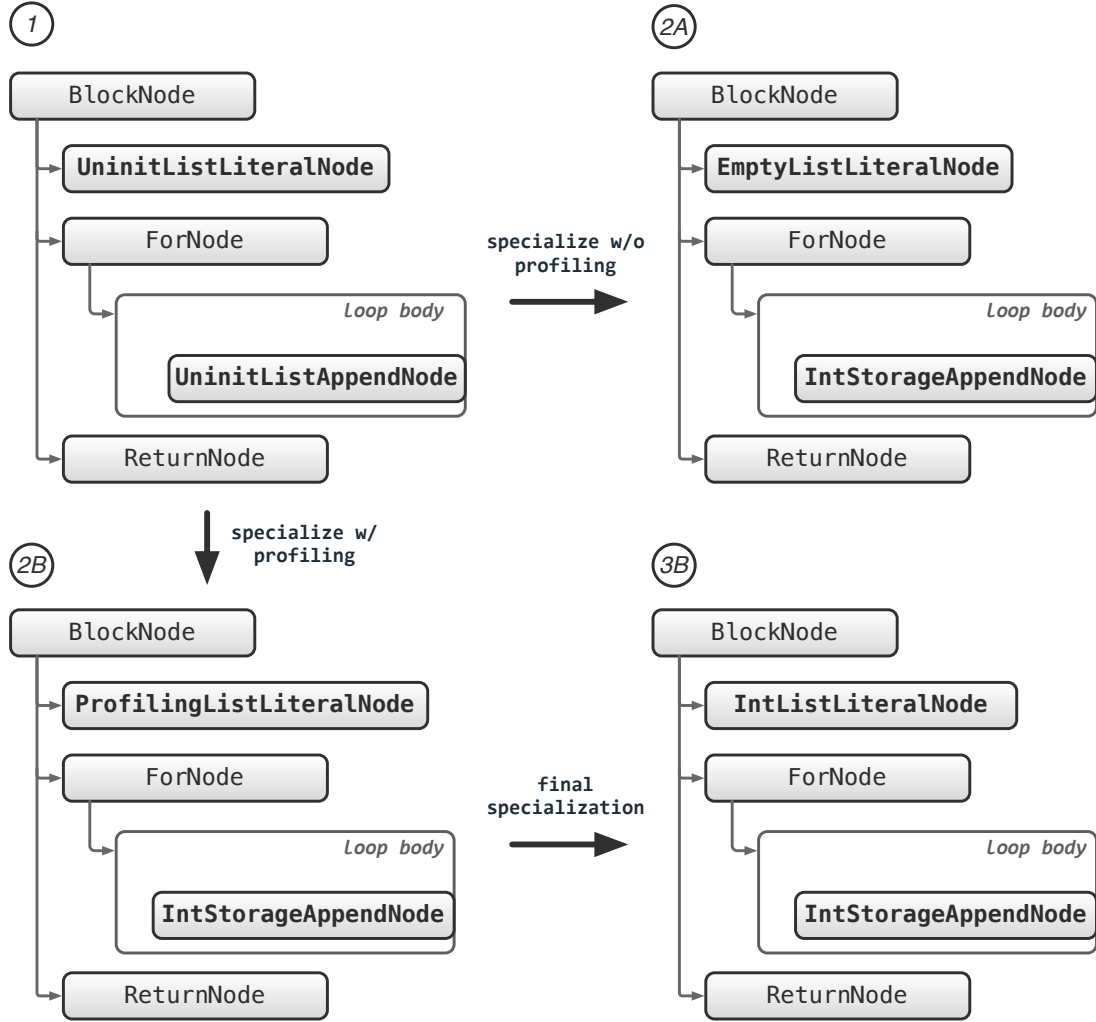 1
BlockNode
UninitListLiteralNode
ForNode
loop body
UninitListAppendNode
ReturnNode
specialize w/o
profiling
2A
BlockNode
EmptyListLiteralNode
ForNode
loop body
IntStorageAppendNode
ReturnNode
specialize w/
profiling
2B
BlockNode
ProfilingListLiteralNode
ForNode
loop body
IntStorageAppendNode
ReturnNode
final
specialization
3B
BlockNode
IntListLiteralNode
ForNode
loop body
IntStorageAppendNode
ReturnNode